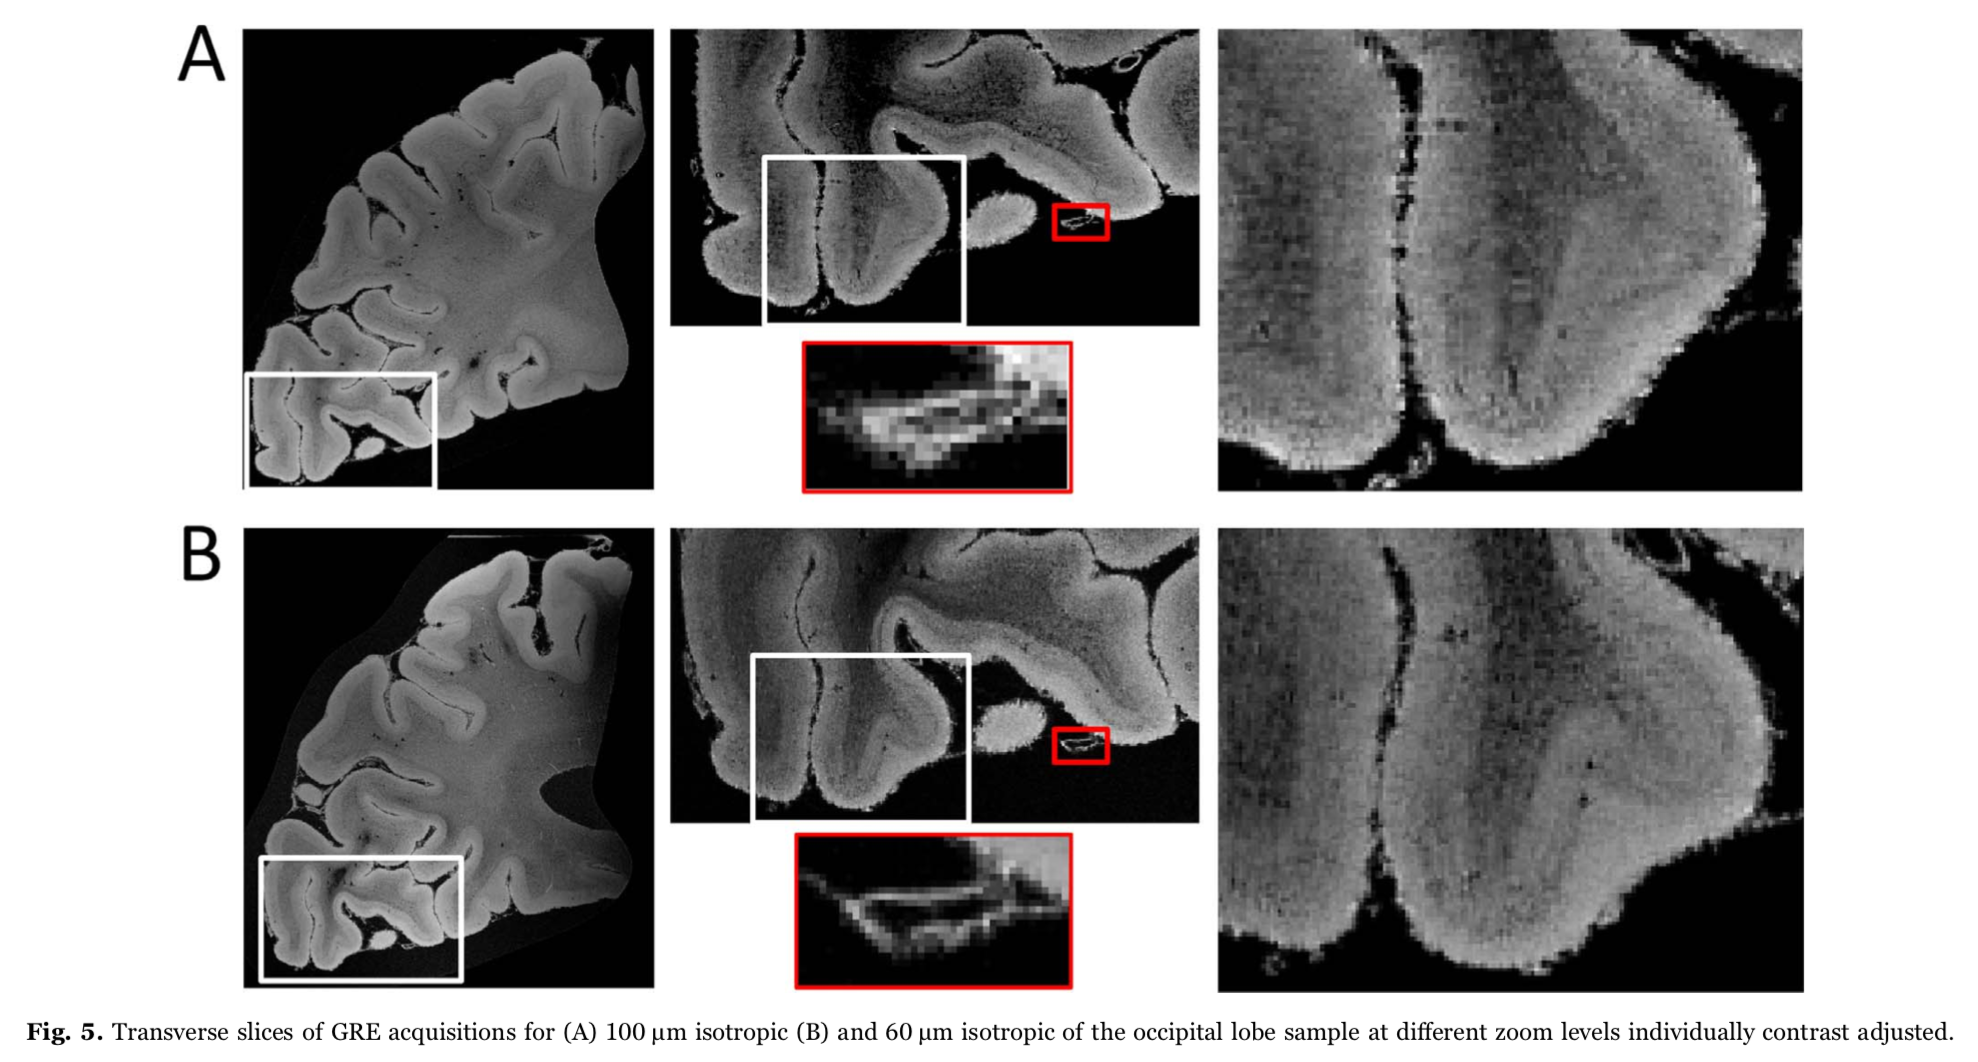 A
B
Fig. 5. Transverse slices of GRE acquisitions for (A) 100 μm isotropic (B) and 60 μm isotropic of the occipital lobe sample at different zoom levels individually contrast adjusted.